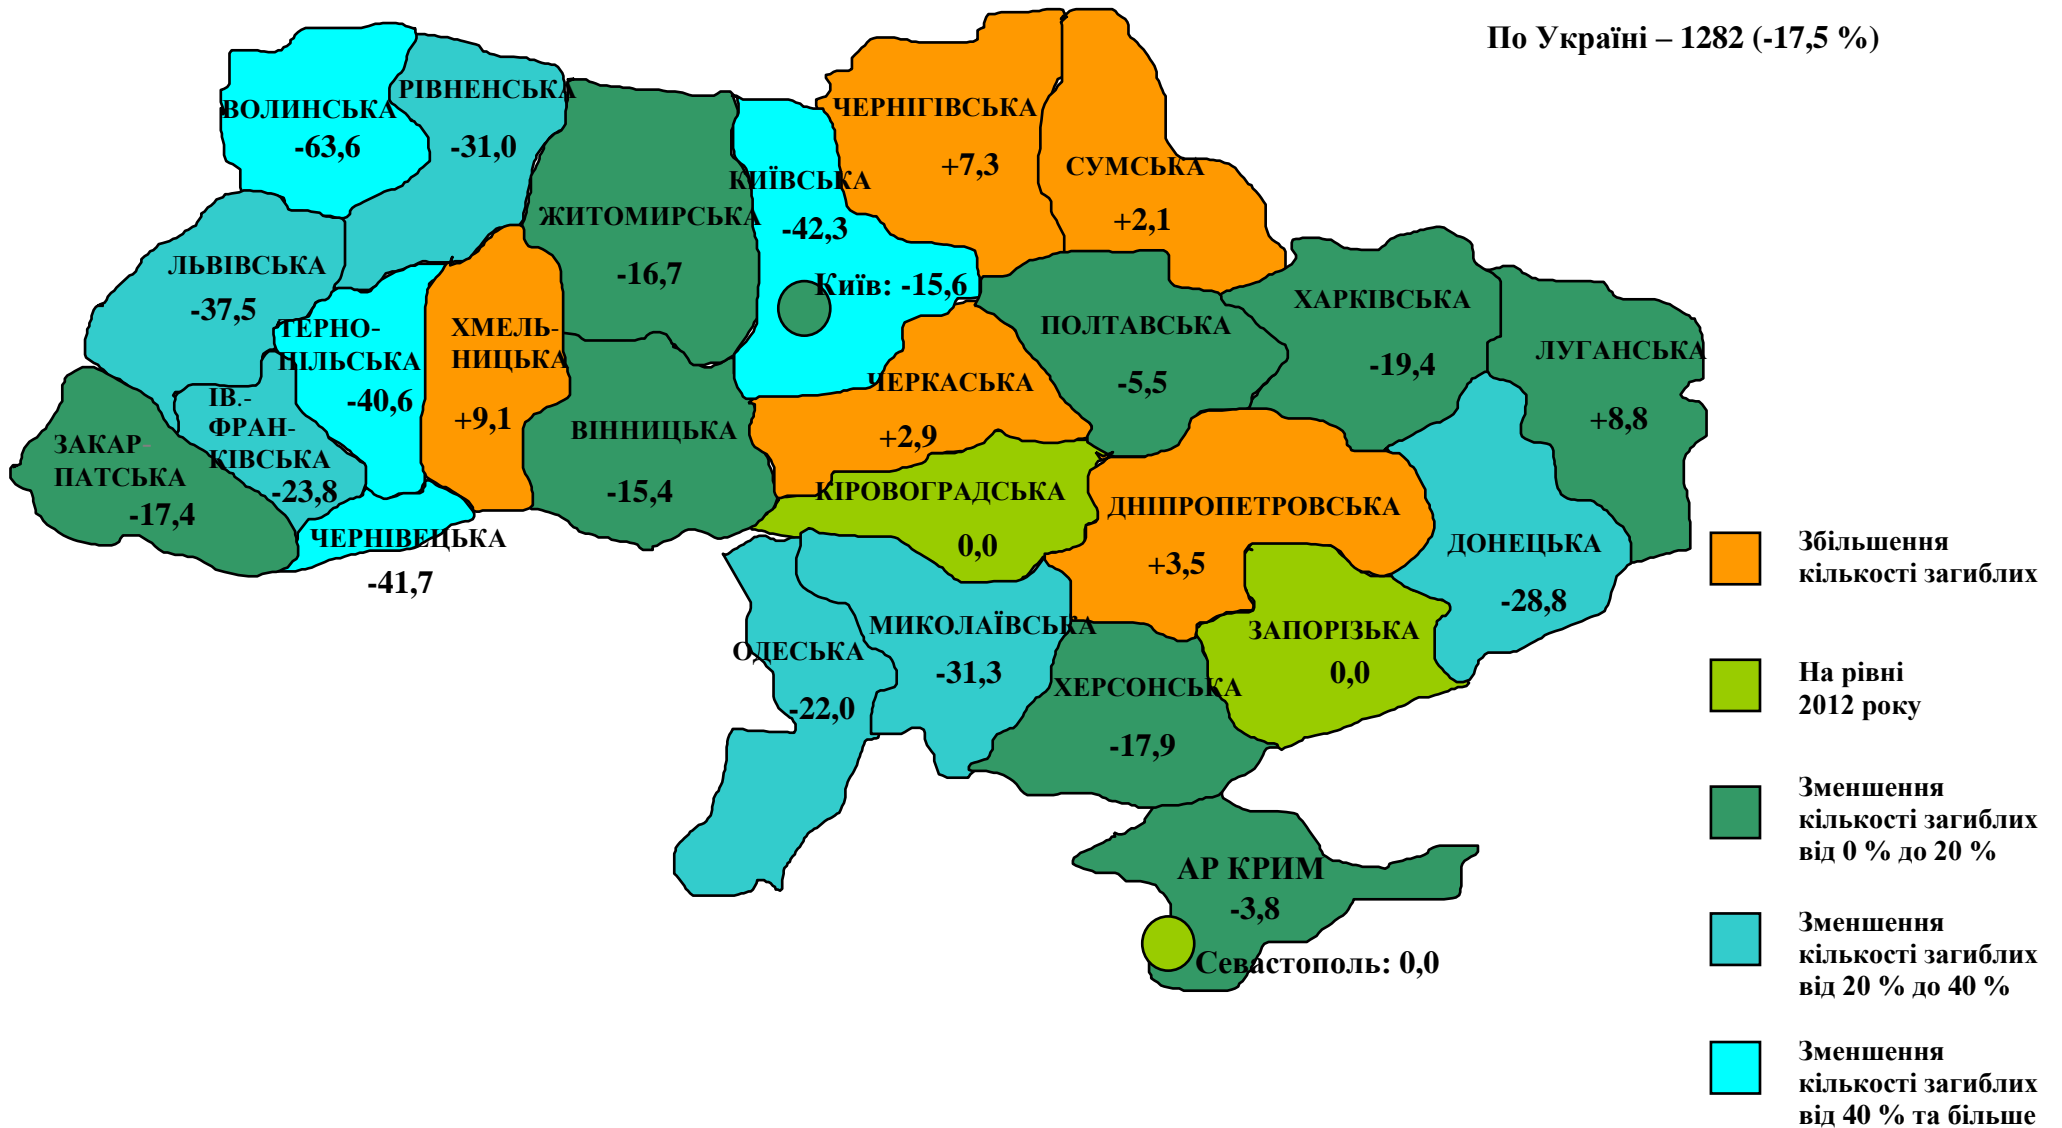 По Україні – 1282 (-17,5 %)
ВОЛИНСЬКА
-63,6
РІВНЕНСЬКА
-31,0
ЖИТОМИРСЬКА
-16,7
КИЇВСЬКА
-42,3
Київ: -15,6
ЧЕРНІГІВСЬКА
+7,3
СУМСЬКА
+2,1
ЛЬВІВСЬКА
-37,5
ТЕРНО-
ПІЛЬСЬКА
-40,6
ХМЕЛЬ-
НИЦЬКА
+9,1
ІВ.-
ФРАН-
КІВСЬКА
-23,8
ЗАКАР-
ПАТСЬКА
-17,4
ЧЕРНІВЕЦЬКА
-41,7
ВІННИЦЬКА
-15,4
ЧЕРКАСЬКА
+2,9
ПОЛТАВСЬКА
-5,5
ХАРКІВСЬКА
-19,4
ЛУГАНСЬКА
+8,8
КІРОВОГРАДСЬКА
0,0
ДНІПРОПЕТРОВСЬКА
+3,5
ДОНЕЦЬКА
-28,8
ОДЕСЬКА
-22,0
МИКОЛАЇВСЬКА
-31,3
ХЕРСОНСЬКА
-17,9
ЗАПОРІЗЬКА
0,0
АР КРИМ
-3,8
Севастополь: 0,0
Збільшення
кількості загиблих
На рівні
2012 року
Зменшення
кількості загиблих
від 0 % до 20 %
Зменшення
кількості загиблих
від 20 % до 40 %
Зменшення
кількості загиблих
від 40 % та більше